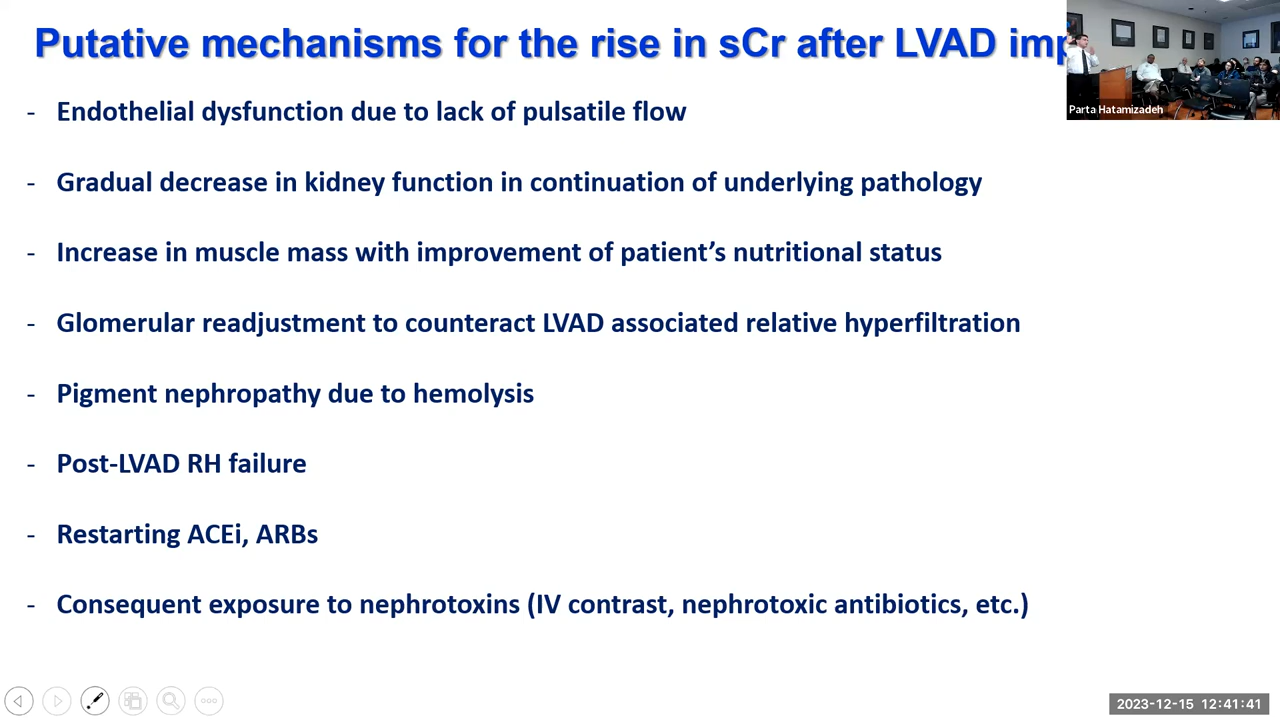 Putative mechanisms for the rise in sCr after LVAD imp
Parta Hatamizadeh
- Endothelial dysfunction due to lack of pulsatile flow
- Gradual decrease in kidney function in continuation of underlying pathology
- Increase in muscle mass with improvement of patient’s nutritional status
- Glomerular readjustment to counteract LVAD associated relative hyperfiltration
- Pigment nephropathy due to hemolysis
- Post-LVAD RH failure
- Restarting ACEi, ARBs
- Consequent exposure to nephrotoxins (IV contrast, nephrotoxic antibiotics, etc.)
2023-12-15 12:41:41